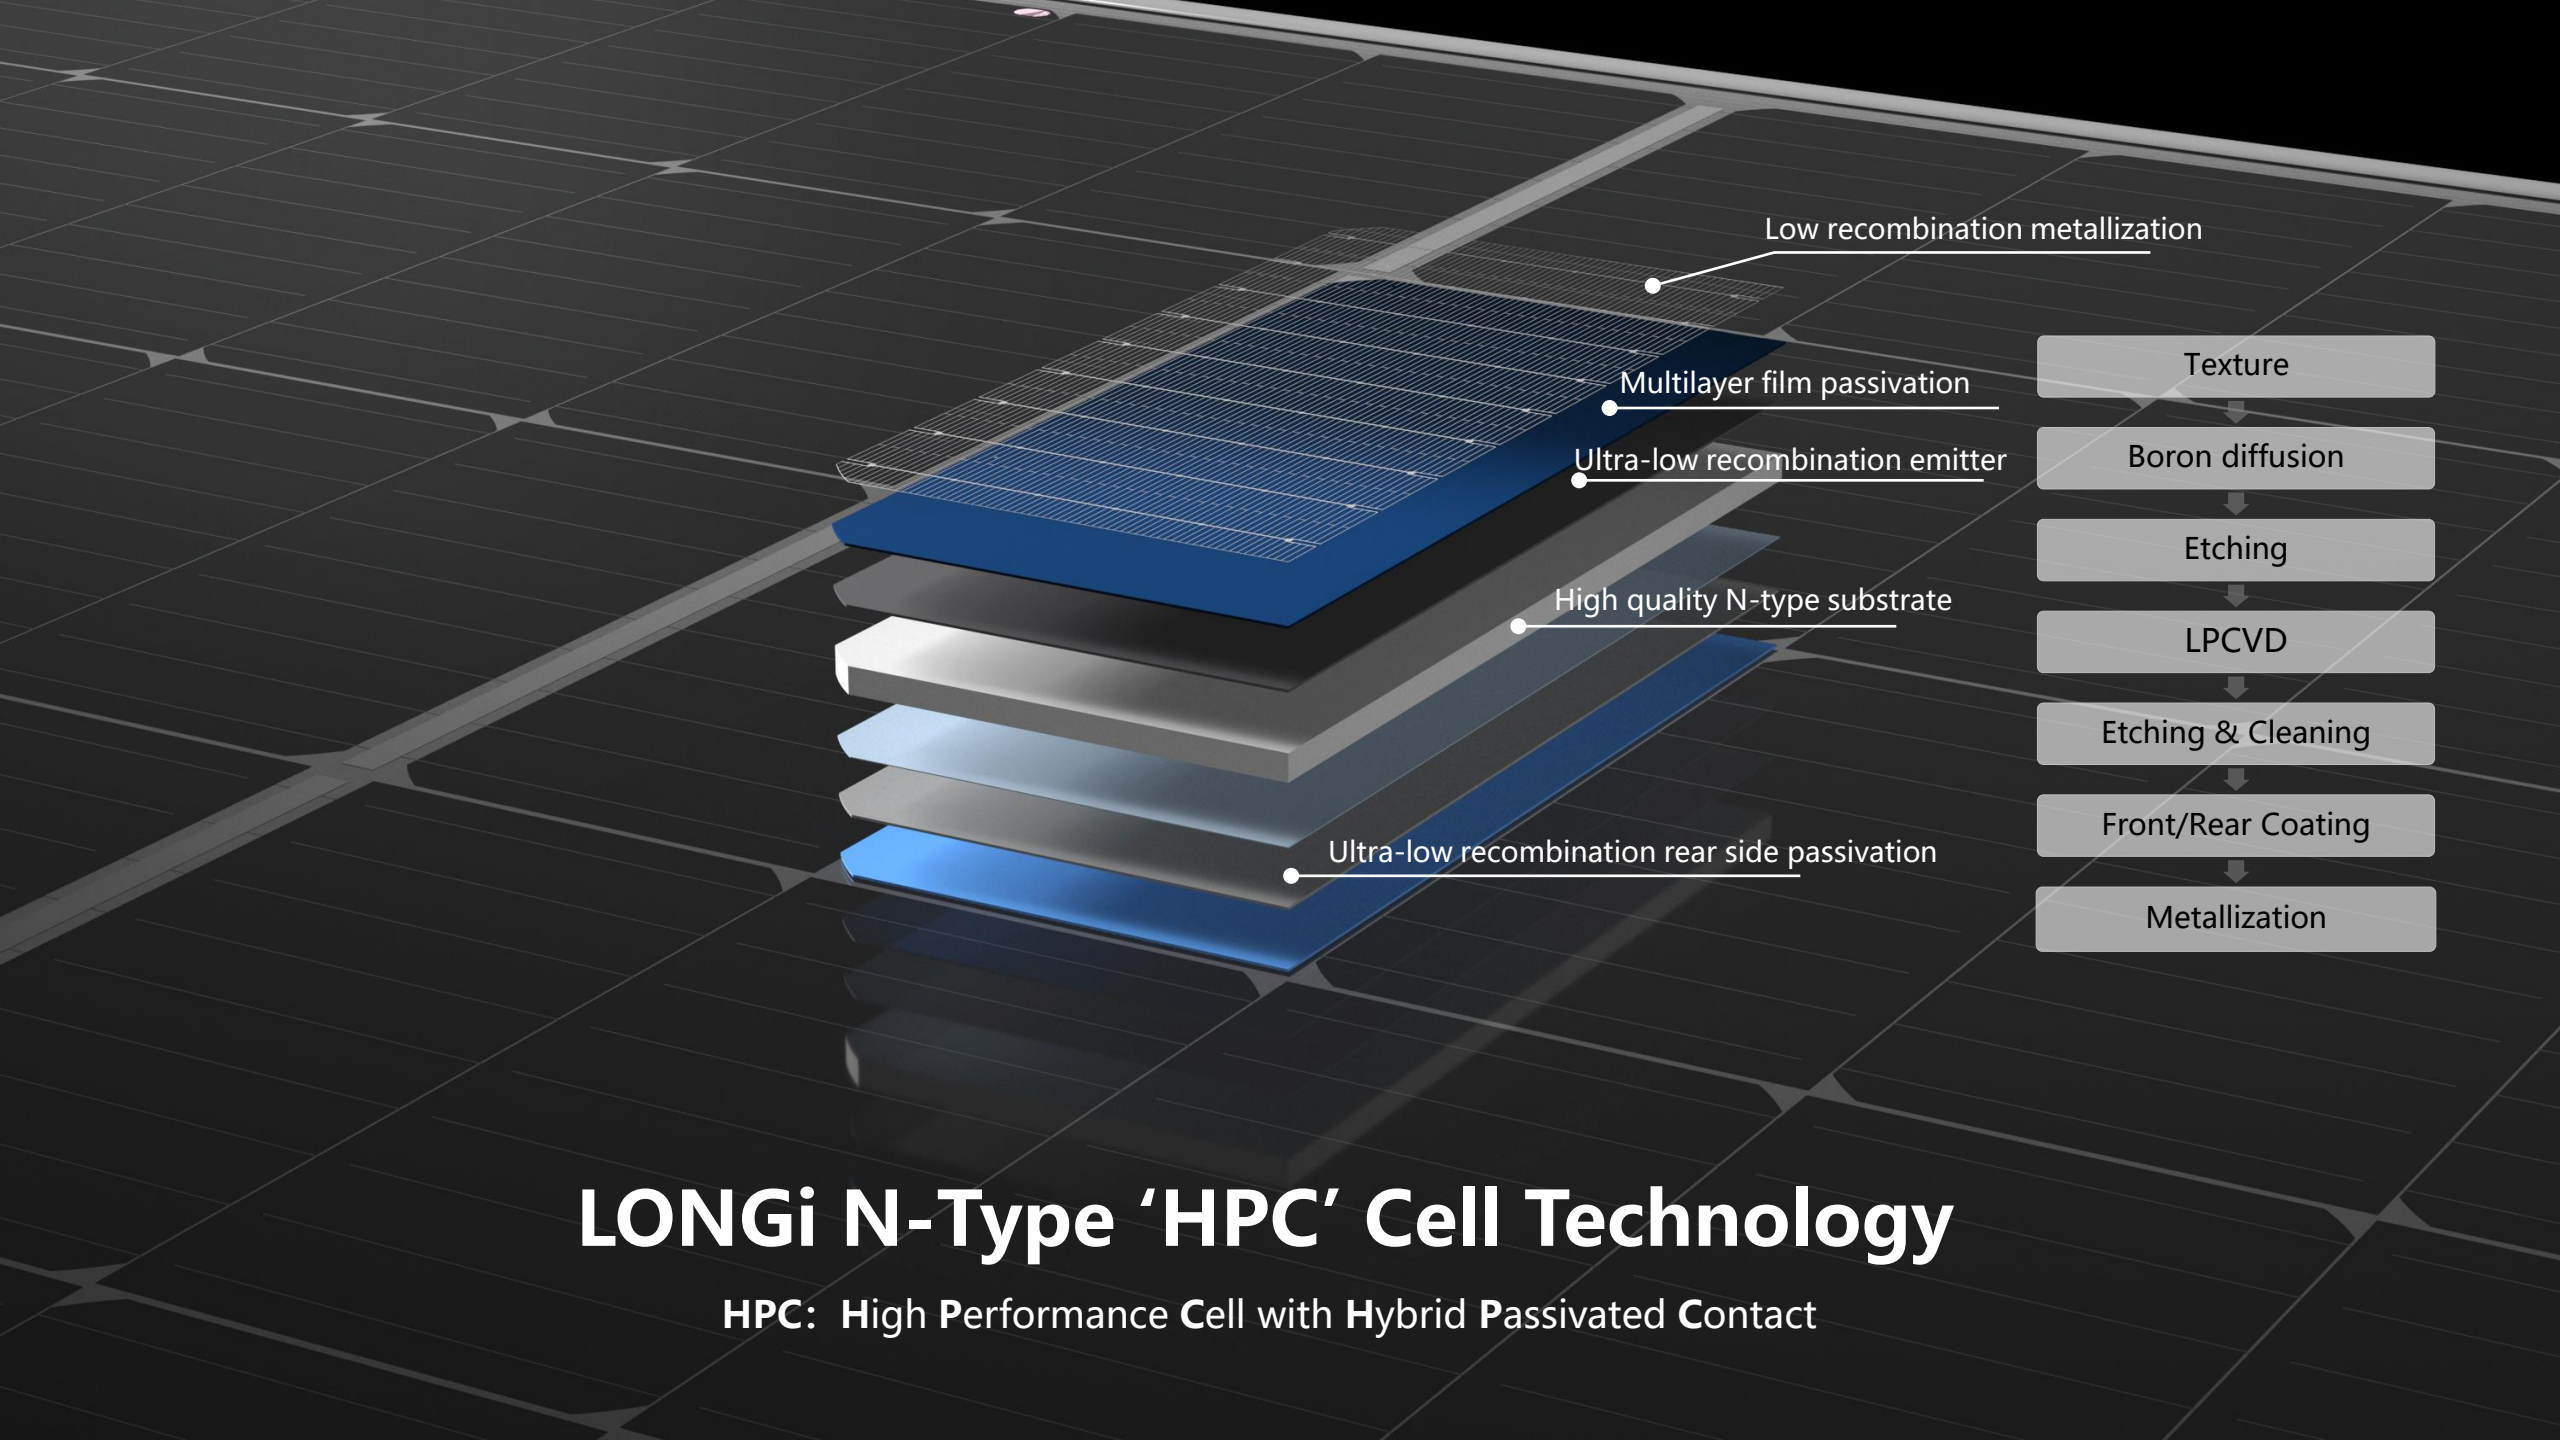 Low recombination metallization
Multilayer film passivation
Ultra-low recombination emitter
High quality N-type substrate
Ultra-low recombination rear side passivation
Texture
Boron diffusion
Etching
LPCVD
Etching & Cleaning
Front/Rear Coating
Metallization
LONGi N-Type ‘HPC’ Cell Technology
HPC：High Performance Cell with Hybrid Passivated Contact